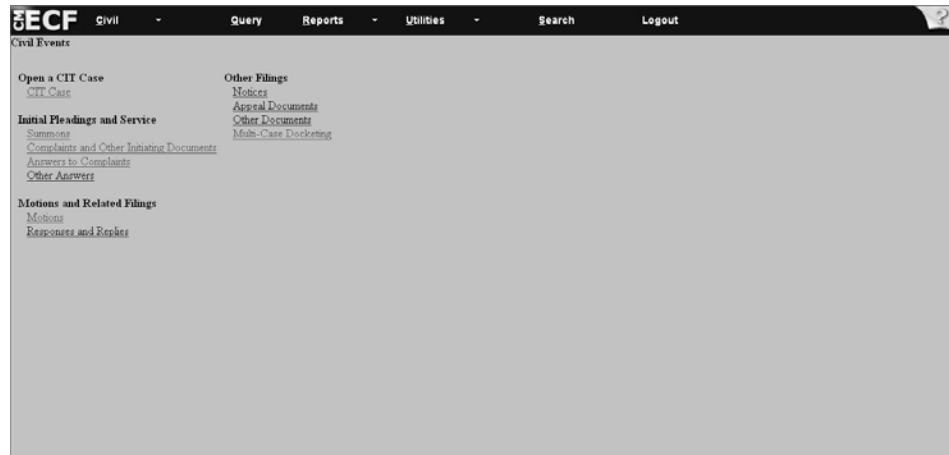 CM ECF Civil Query Reports Utilities Search Logout ?
Civil Events
Open a CIT Case
CIT Case
Initial Pleadings and Service
Summons
Complaints and Other Initiating Documents
Answers to Complaints
Other Answers
Motions and Related Filings
Motions
Responses and Replies
Other Filings
Notices
Appeal Documents
Other Documents
Multi-Case Docketing